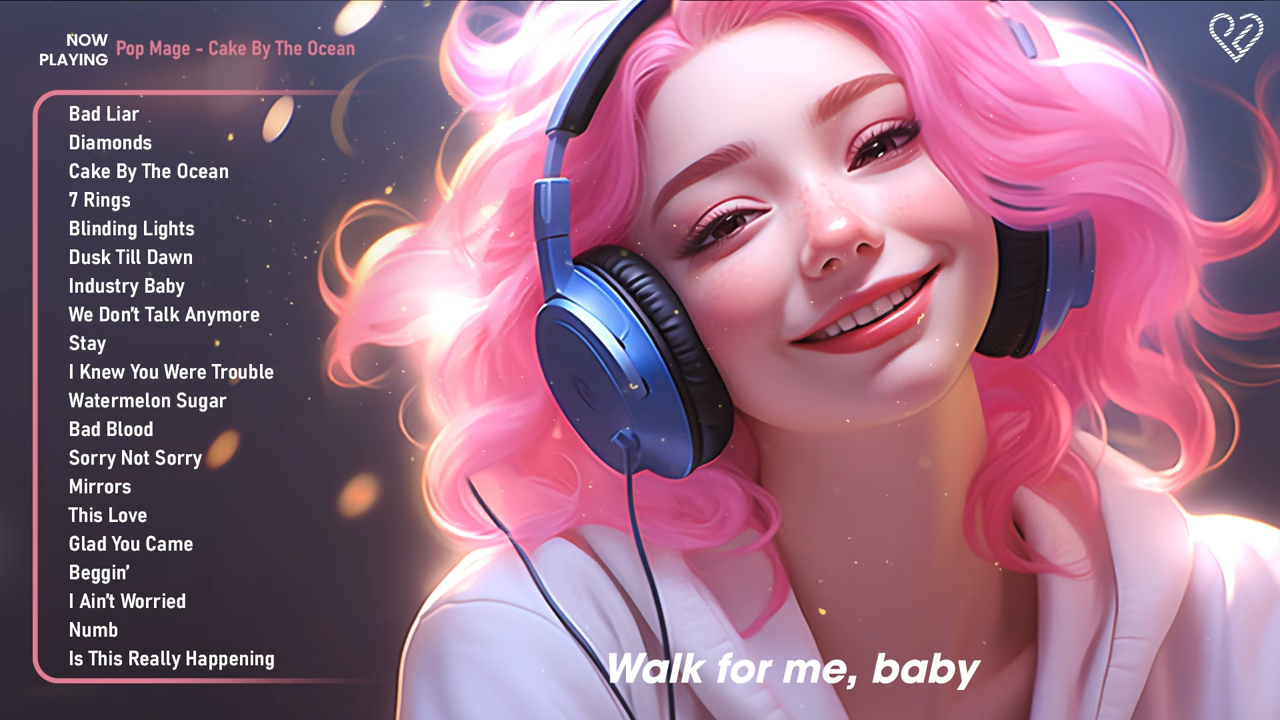 NOW
PLAYING
Pop Mage - Cake By The Ocean
Bad Liar
Diamonds
Cake By The Ocean
7 Rings
Blinding Lights
Dusk Till Dawn
Industry Baby
We Don't Talk Anymore
Stay
I Knew You Were Trouble
Watermelon Sugar
Bad Blood
Sorry Not Sorry
Mirrors
This Love
Glad You Came
Beggin'
I Ain't Worried
Numb
Is This Really Happening
Walk for me, baby